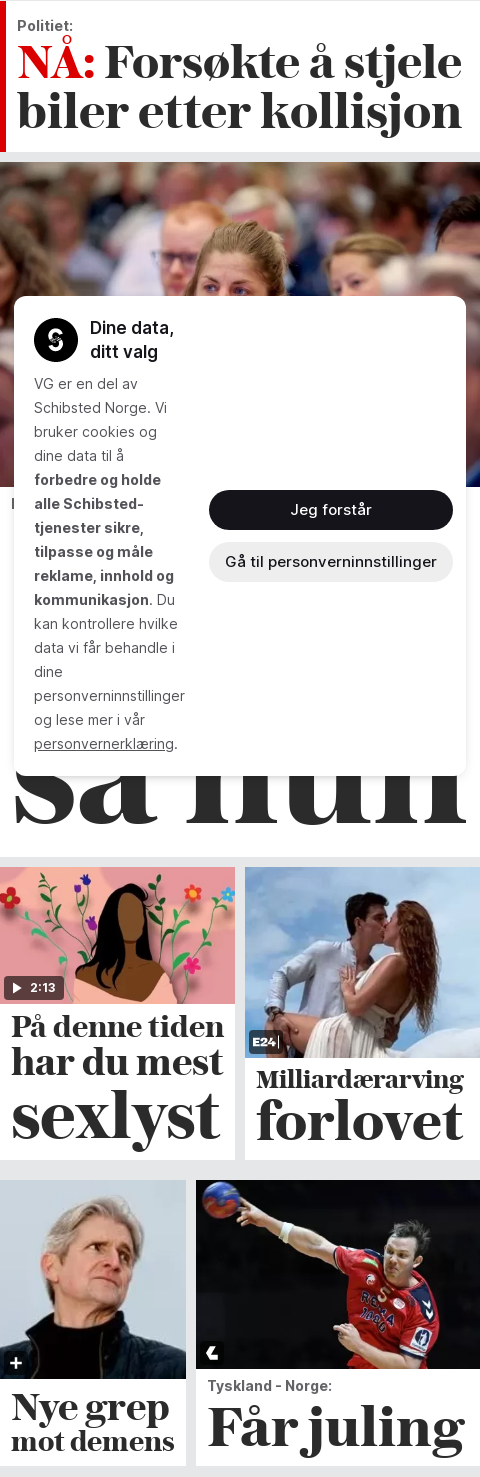 Politiet:
NÅ: Forsøkte å stjele
biler etter kollisjon
Dine data,
ditt valg
VG er en del av
Schibsted Norge. Vi
bruker cookies og
dine data til å
forbedre og holde
alle Schibsted-
tjenester sikre,
tilpasse og måle
reklame, innhold og
kommunikasjon. Du
kan kontrollere hvilke
data vi får behandle i
dine
personverninnstillinger
og lese mer i vår
personvernerklæring.
Jeg forstår
Gå til personverninnstillinger
sa hun
2:13
På denne tiden
har du mest
sexlyst
E24
Milliardærarving
forlovet
Nye grep
mot demens
Tyskland - Norge:
Får juling